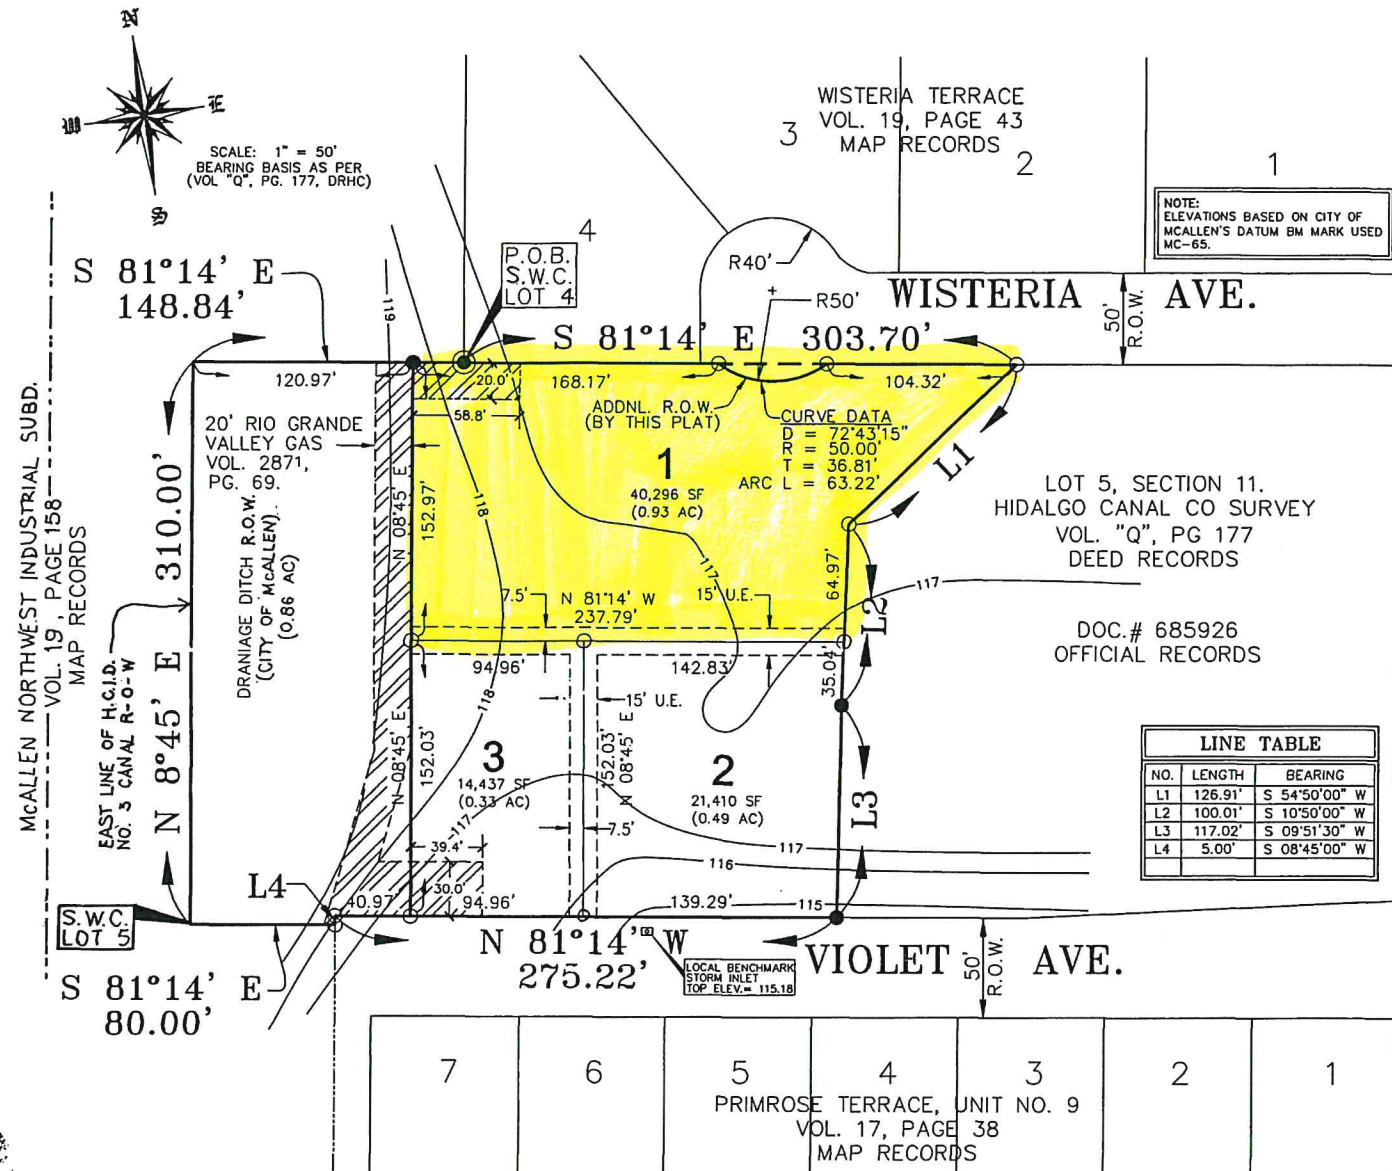 N
E
W
S
SCALE: 1" = 50'
BEARING BASIS AS PER
(VOL "Q", PG. 177, DRHC)
WISTERIA TERRACE
VOL. 19, PAGE 43
MAP RECORDS
3
2
1
4
NOTE:
ELEVATIONS BASED ON CITY OF
MCALLEN'S DATUM BM MARK USED
MC-65.
P.O.B.
S.W.C.
LOT 4
S 81°14' E
148.84'
R40'
+
R50'
WISTERIA AVE.
50'
R.O.W.
S 81°14' E 303.70'
119
120.97'
20.0'
168.17'
104.32'
58.8'
ADDNL. R.O.W.
(BY THIS PLAT)
CURVE DATA
D = 72°43'15"
R = 50.00'
T = 36.81'
ARC L = 63.22'
20' RIO GRANDE
VALLEY GAS
VOL. 2871,
PG. 69.
1
40,296 SF
(0.93 AC)
L1
LOT 5, SECTION 11.
HIDALGO CANAL CO SURVEY
VOL. "Q", PG 177
DEED RECORDS
McALLEN NORTHWEST INDUSTRIAL SUBD.
VOL. 19, PAGE 158
MAP RECORDS
EAST LINE OF H.C.I.D.
NO. 3 CANAL R-O-W
N 8°45' E 310.00'
DRANIAGE DITCH R.O.W.
(CITY OF McALLEN).
(0.86 AC)
N 08°45' E
152.97'
118
117
64.97'
L2
117
7.5'
N 81°14' W
237.79'
15' U.E.
DOC.# 685926
OFFICIAL RECORDS
94.96'
142.83'
35.04'
118
15' U.E.
N 08°45' E
152.03'
152.03'
N 08°45' E
3
14,437 SF
(0.33 AC)
2
21,410 SF
(0.49 AC)
L3
LINE TABLE
NO. LENGTH BEARING
L1 126.91' S 54°50'00" W
L2 100.01' S 10°50'00" W
L3 117.02' S 09°51'30" W
L4 5.00' S 08°45'00" W
117
7.5'
117
39.4'
116
L4
30.0'
40.97'
94.96'
139.29'
115
S.W.C.
LOT 5
N 81°14' W
275.22'
VIOLET AVE.
50'
R.O.W.
LOCAL BENCHMARK
STORM INLET
TOP ELEV.= 115.18
S 81°14' E
80.00'
7
6
5
4
3
2
1
PRIMROSE TERRACE, UNIT NO. 9
VOL. 17, PAGE 38
MAP RECORDS